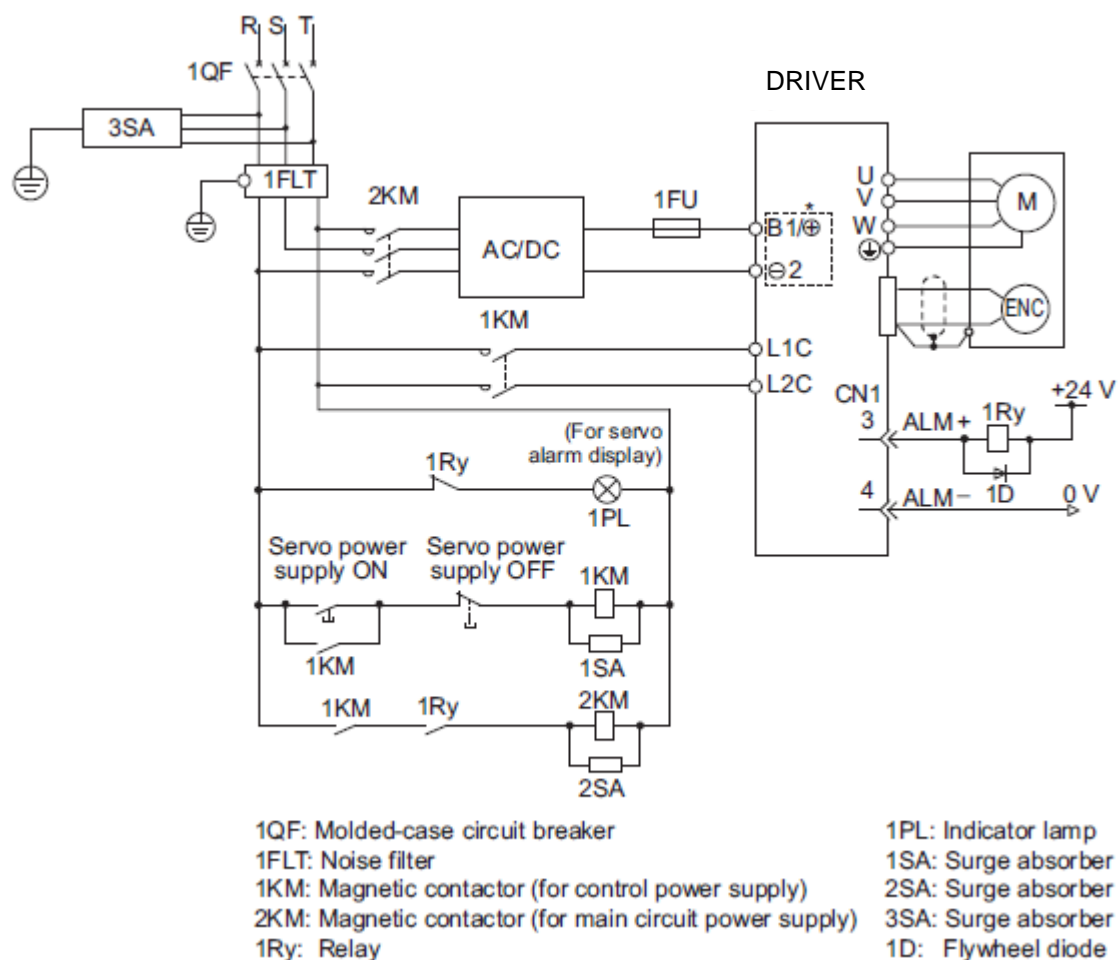 R S T
1QF
DRIVER
3SA
1FLT
2KM
1FU
*
U
V
W
M
B1/⊕
AC/DC
⊖2
ENC
1KM
L1C
L2C
CN1
+24 V
3
ALM+
1Ry
(For servo
alarm display)
1Ry
1PL
4
ALM−
1D
0 V
Servo power
supply ON
Servo power
supply OFF
1KM
1KM
1SA
1KM
1Ry
2KM
2SA
1QF: Molded-case circuit breaker
1FLT: Noise filter
1KM: Magnetic contactor (for control power supply)
2KM: Magnetic contactor (for main circuit power supply)
1Ry: Relay
1PL: Indicator lamp
1SA: Surge absorber
2SA: Surge absorber
3SA: Surge absorber
1D: Flywheel diode